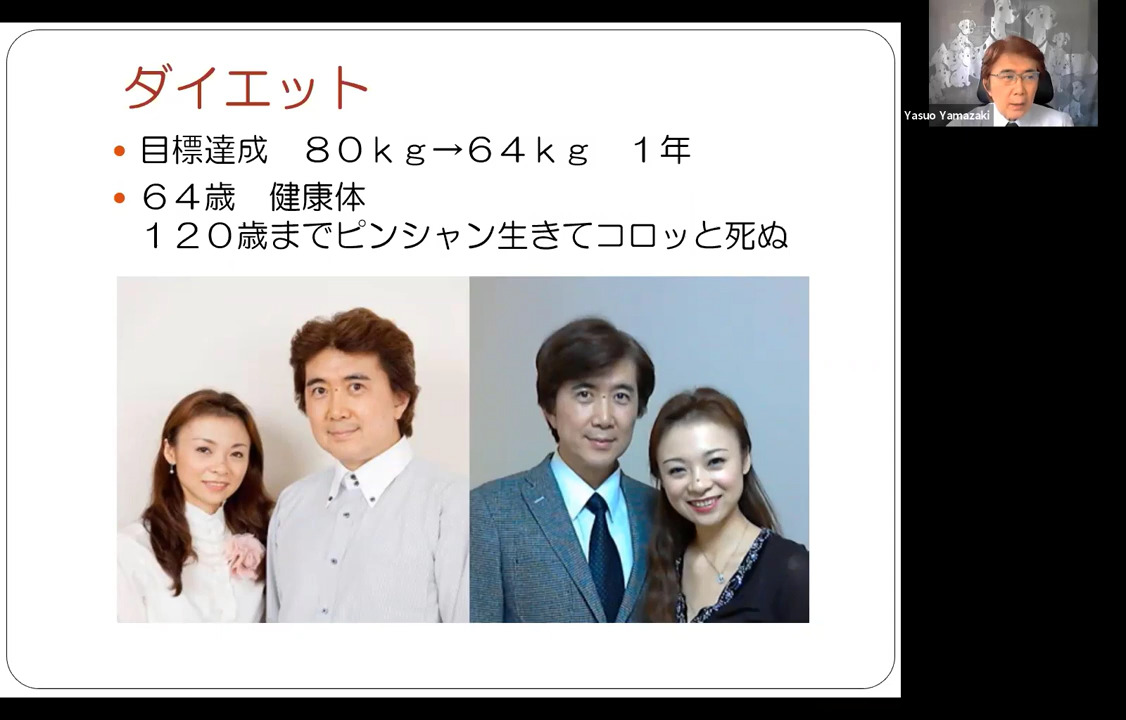 ダイエット
目標達成　８０ｋｇ→６４ｋｇ　１年
６４歳　健康体
１２０歳までピンシャン生きてコロッと死ぬ
Yasuo Yamazaki